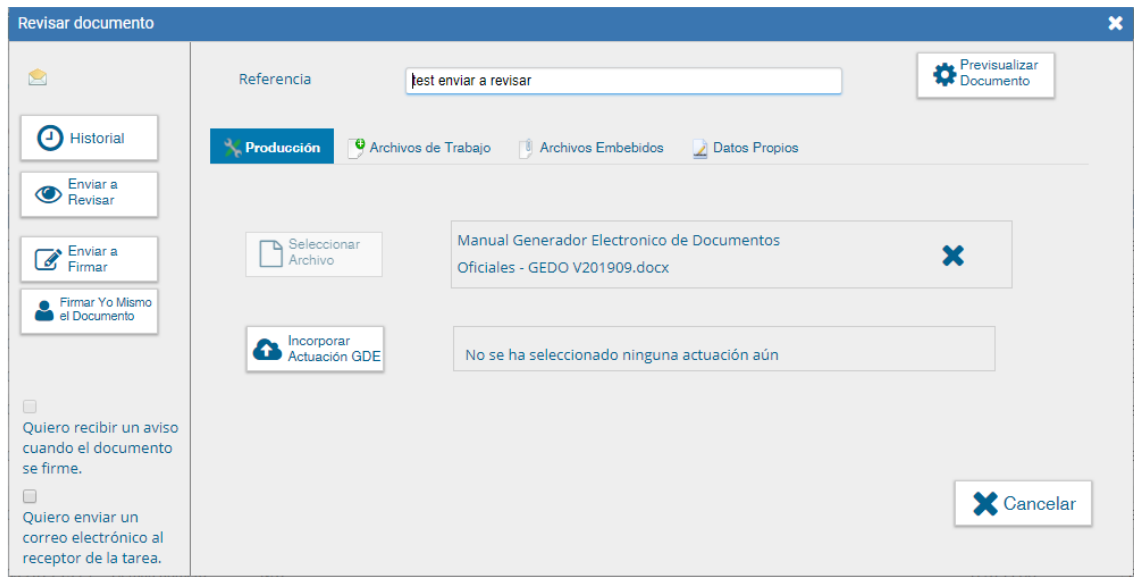 Revisar documento
Referencia
test enviar a revisar
Previsualizar
Documento
Historial
Enviar a
Revisar
Enviar a
Firmar
Firmar Yo Mismo
el Documento
Quiero recibir un aviso
cuando el documento
se firme.
Quiero enviar un
correo electrónico al
receptor de la tarea.
Producción
Archivos de Trabajo
Archivos Embebidos
Datos Propios
Seleccionar
Archivo
Manual Generador Electronico de Documentos
Oficiales - GEDO V201909.docx
Incorporar
Actuación GDE
No se ha seleccionado ninguna actuación aún
Cancelar